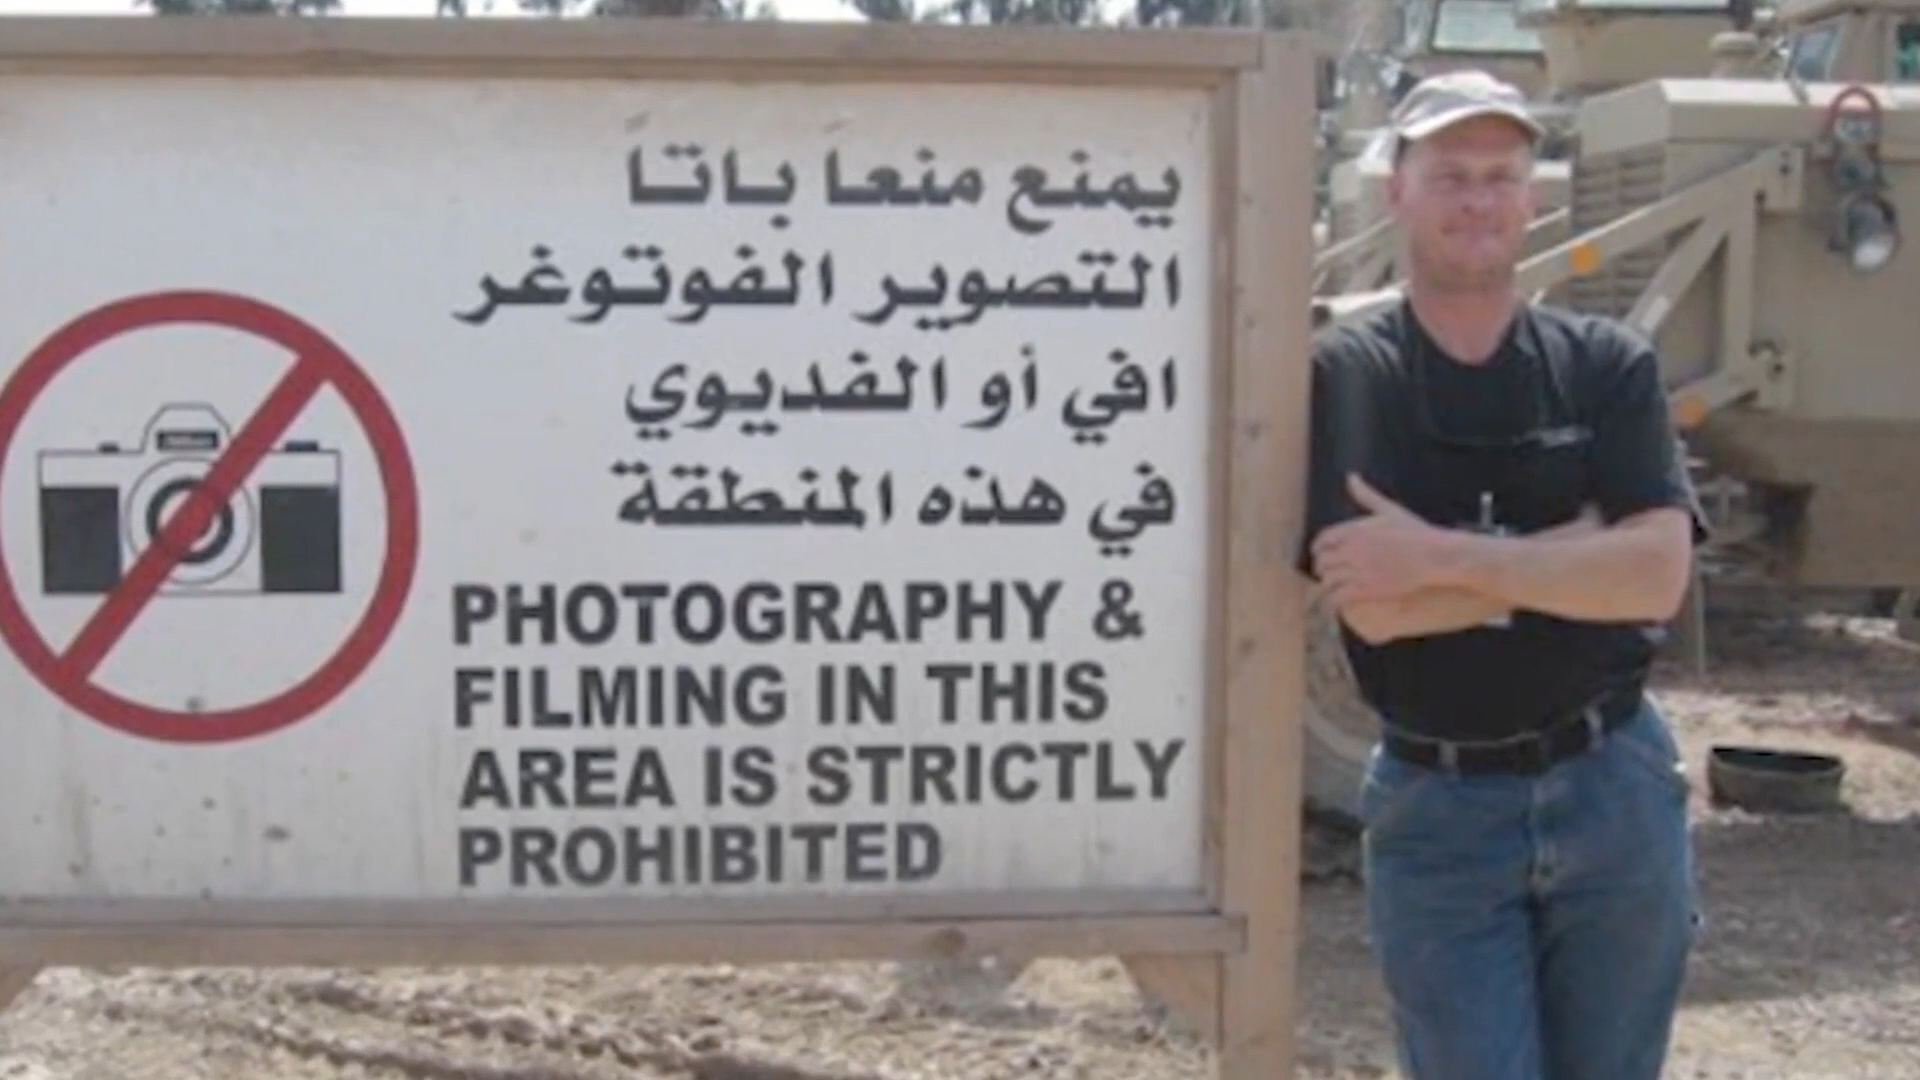 يمنع منعاً باتاً
التصوير الفوتوغر
افي أو الفديوي
في هذه المنطقة
PHOTOGRAPHY &
FILMING IN THIS
AREA IS STRICTLY
PROHIBITED